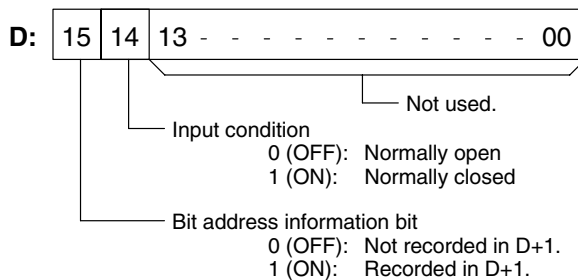 D: 15 14 13 - - - - - - - - - - - - 00
Not used.
Input condition
0 (OFF): Normally open
1 (ON): Normally closed
Bit address information bit
0 (OFF): Not recorded in D+1.
1 (ON): Recorded in D+1.